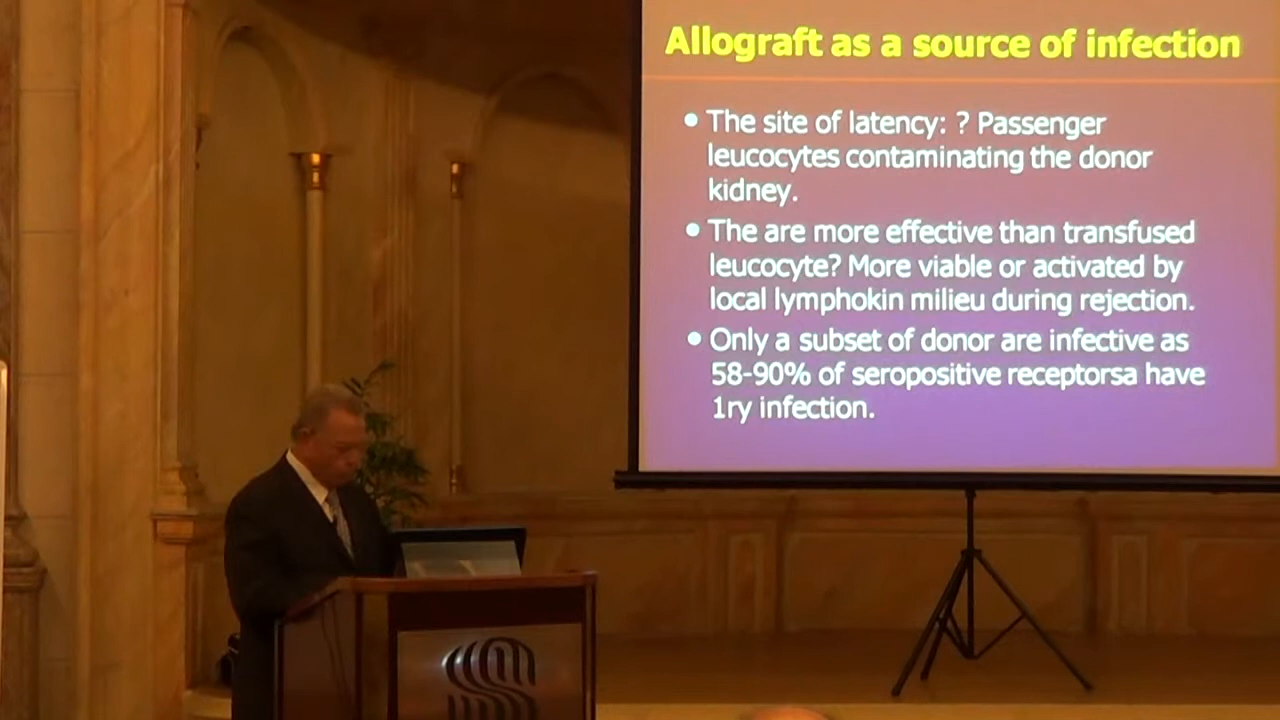 Allograft as a source of infection
• The site of latency: ? Passenger
leucocytes contaminating the donor
kidney.
• The are more effective than transfused
leucocyte? More viable or activated by
local lymphokin milieu during rejection.
• Only a subset of donor are infective as
58-90% of seropositive receptorsa have
1ry infection.